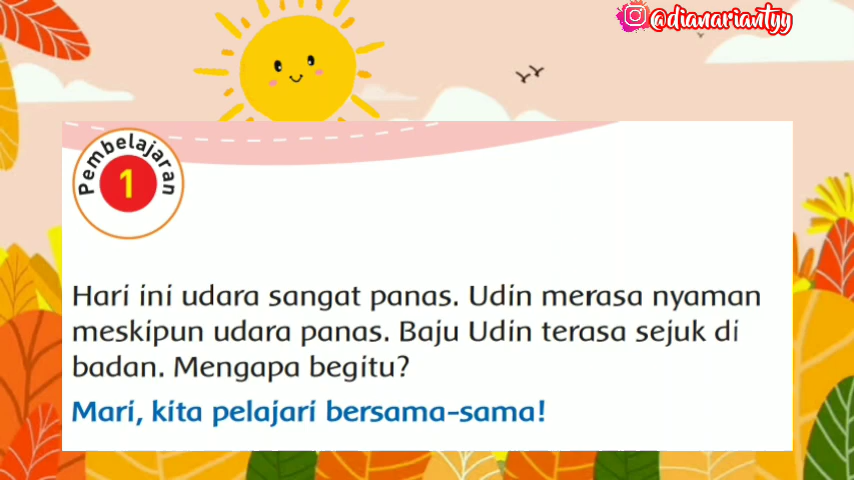 @dianariantyy
Pembelajaran
1
Hari ini udara sangat panas. Udin merasa nyaman
meskipun udara panas. Baju Udin terasa sejuk di
badan. Mengapa begitu?
Mari, kita pelajari bersama-sama!